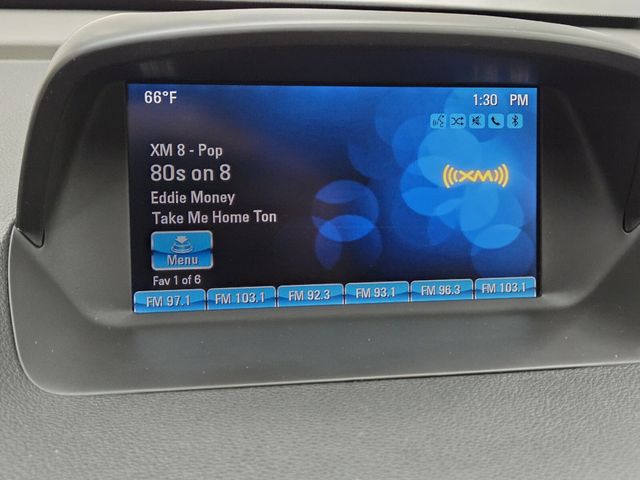 66°F
1:30 PM
XM 8 - Pop
80s on 8
((XM))
Eddie Money
Take Me Home Ton
Menu
Fav 1 of 6
FM 97.1 FM 103.1 FM 92.3 FM 93.1 FM 96.3 FM 103.1